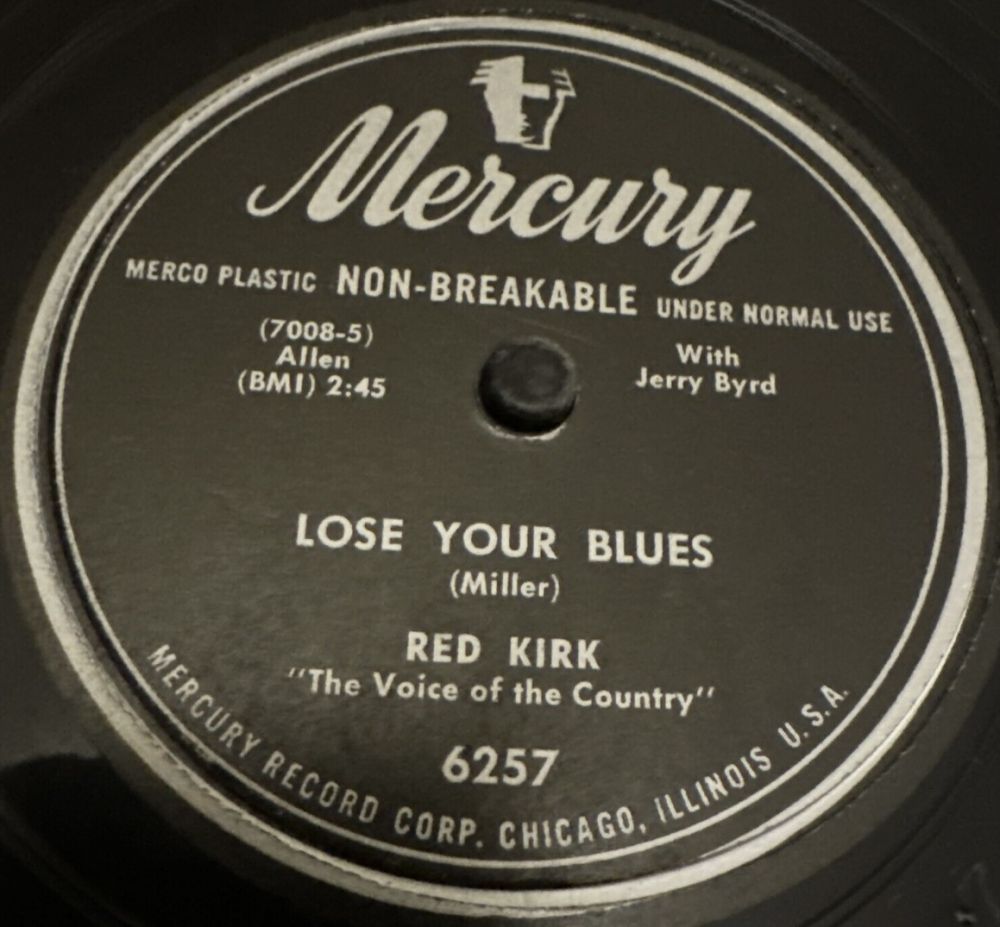 Mercury
MERCO PLASTIC NON-BREAKABLE UNDER NORMAL USE
(7008-5)
Allen
(BMI) 2:45
With
Jerry Byrd
LOSE YOUR BLUES
(Miller)
RED KIRK
"The Voice of the Country"
6257
MERCURY RECORD CORP. CHICAGO, ILLINOIS U.S.A.